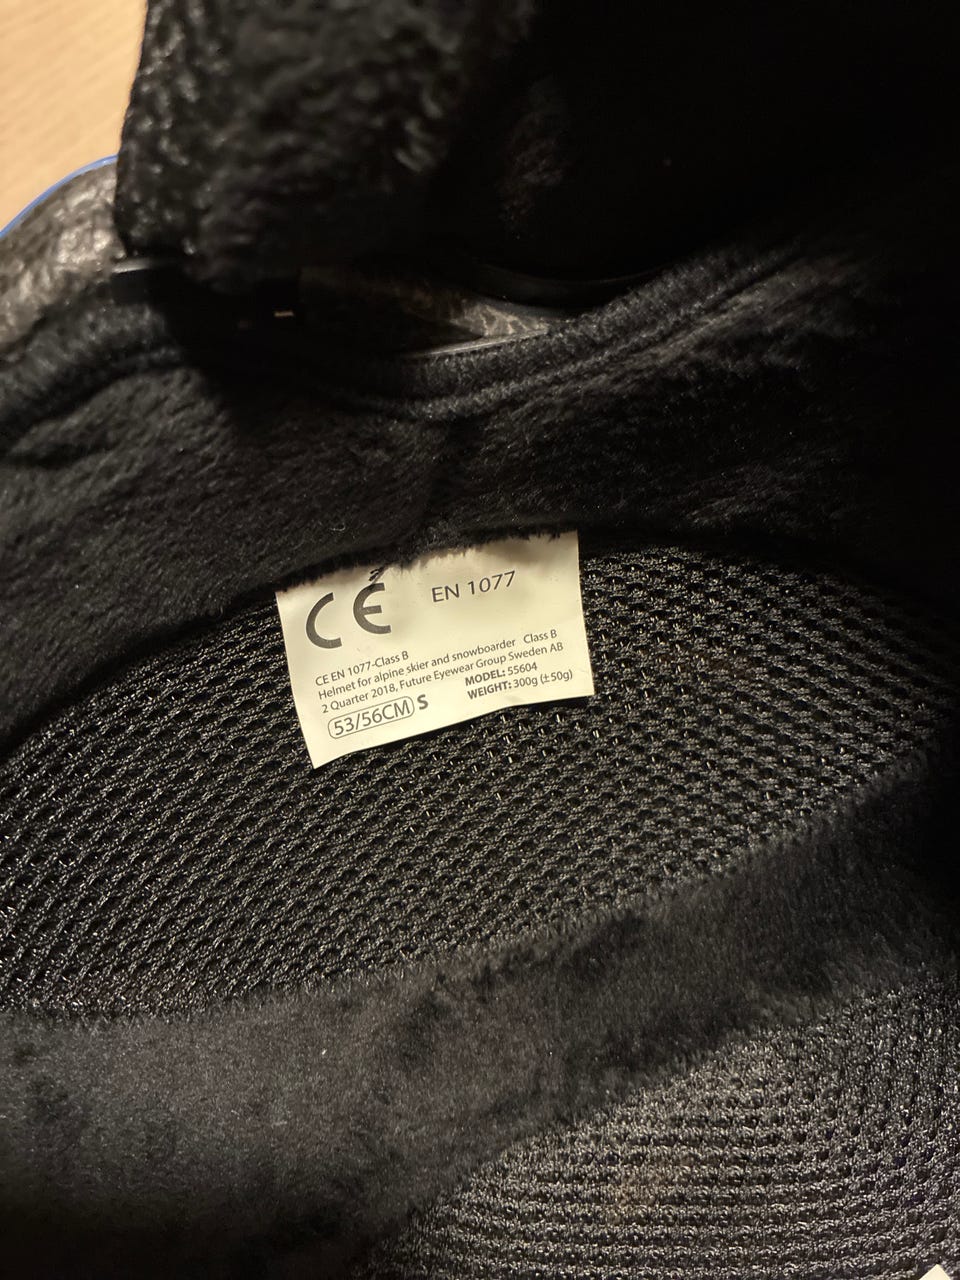 CE EN 1077
CE EN 1077-Class B
Helmet for alpine skier and snowboarder Class B
2 Quarter 2018, Future Eyewear Group Sweden AB
53/56CM S MODEL: 55604
WEIGHT: 300g (±50g)